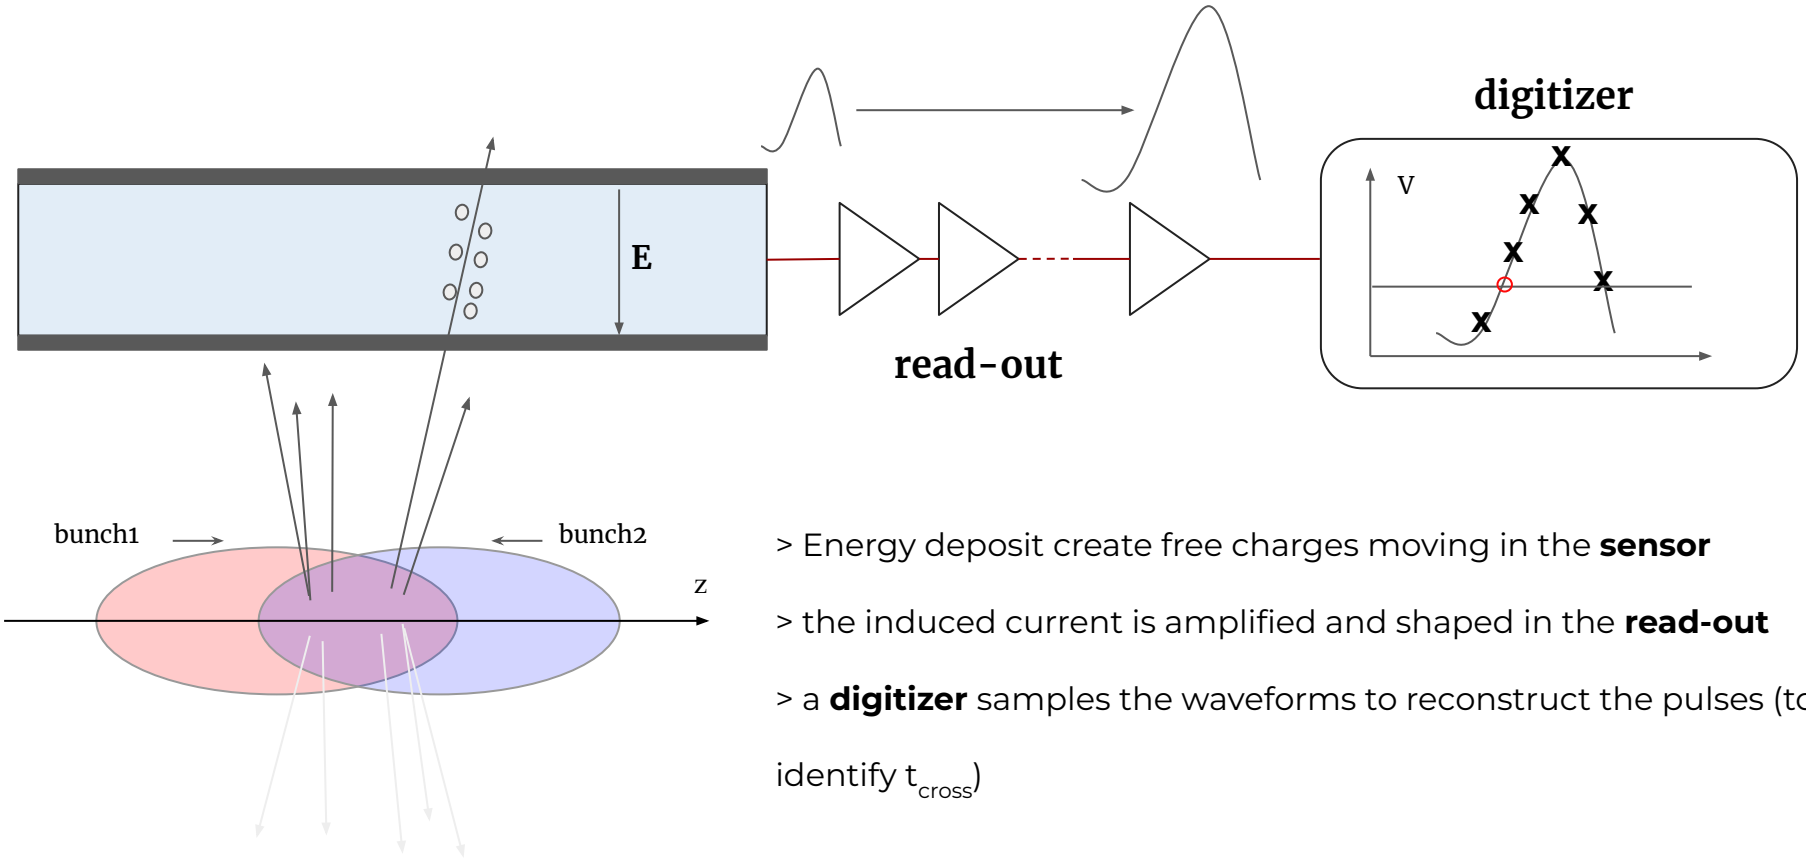 digitizer
V
E
read-out
bunch1
bunch2
z
> Energy deposit create free charges moving in the sensor
> the induced current is amplified and shaped in the read-out
> a digitizer samples the waveforms to reconstruct the pulses (to
identify t_cross)